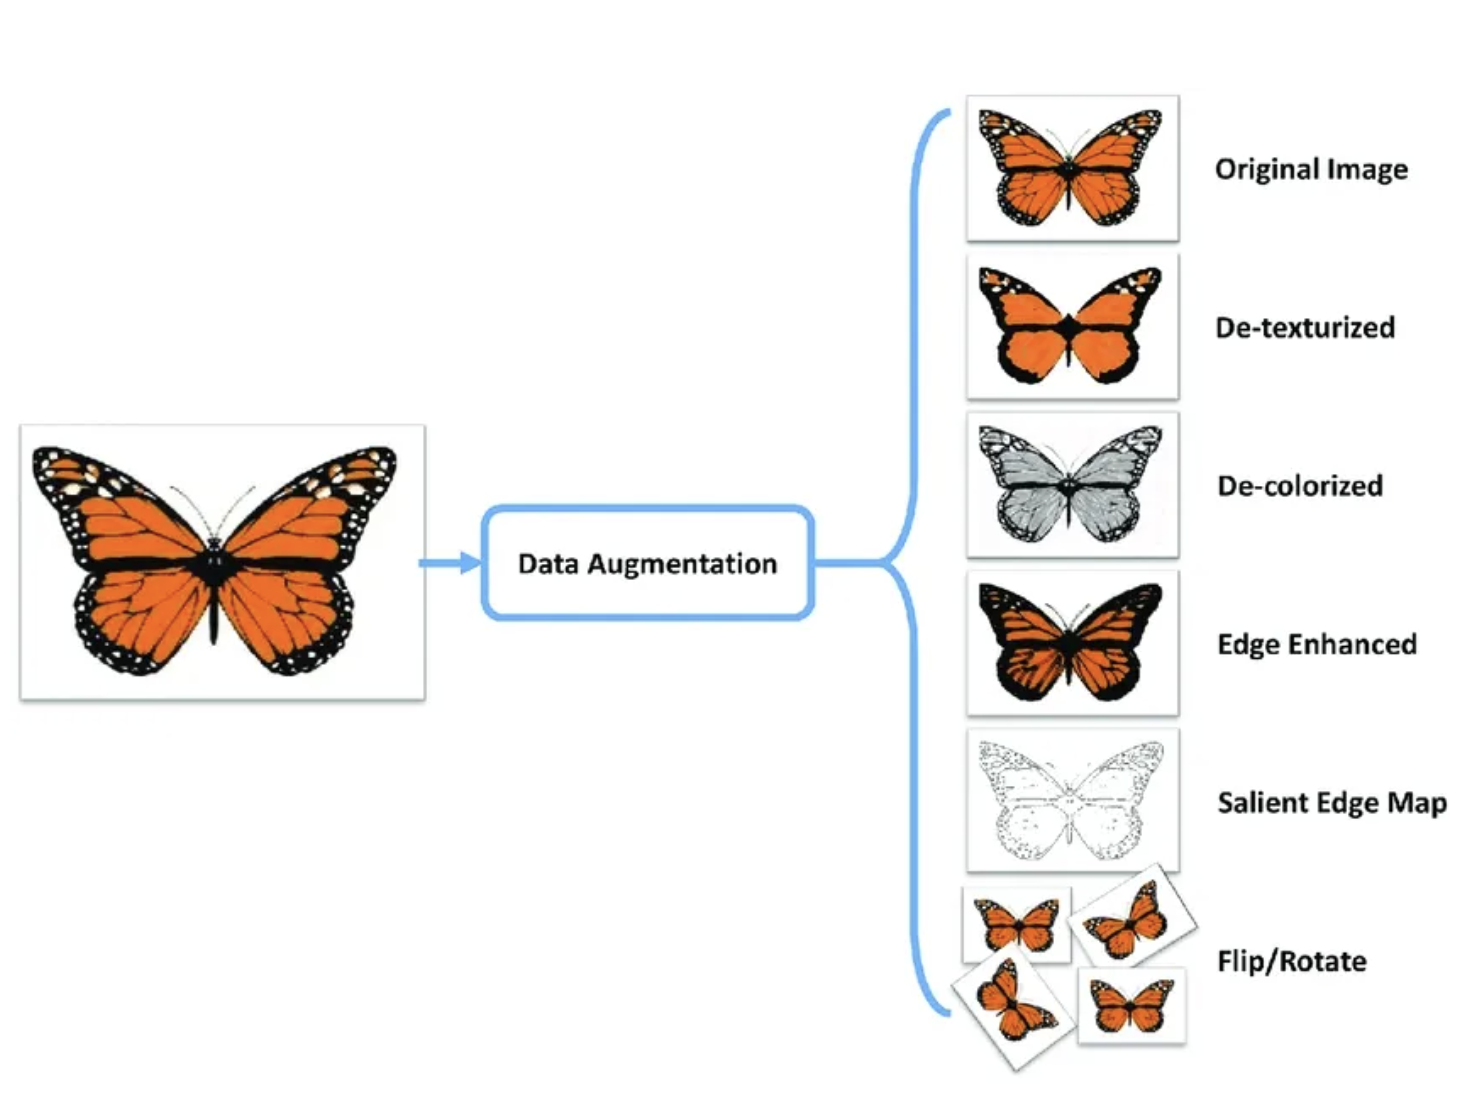 Original Image
De-texturized
De-colorized
Data Augmentation
Edge Enhanced
Salient Edge Map
Flip/Rotate